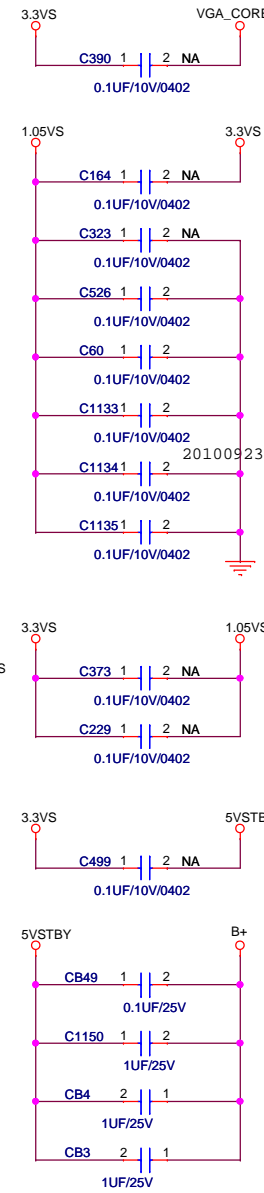 3.3VS VGA_CORE
C390 1 2 NA
0.1UF/10V/0402
1.05VS 3.3VS
C164 1 2 NA
0.1UF/10V/0402
C323 1 2 NA
0.1UF/10V/0402
C526 1 2
0.1UF/10V/0402
C60 1 2
0.1UF/10V/0402
C1133 1 2
0.1UF/10V/0402
20100923
C1134 1 2
0.1UF/10V/0402
C1135 1 2
0.1UF/10V/0402
3.3VS 1.05VS
S
C373 1 2 NA
0.1UF/10V/0402
C229 1 2 NA
0.1UF/10V/0402
3.3VS 5VSTB
C499 1 2 NA
0.1UF/10V/0402
5VSTBY B+
CB49 1 2
0.1UF/25V
C1150 1 2
1UF/25V
CB4 2 1
1UF/25V
CB3 2 1
1UF/25V